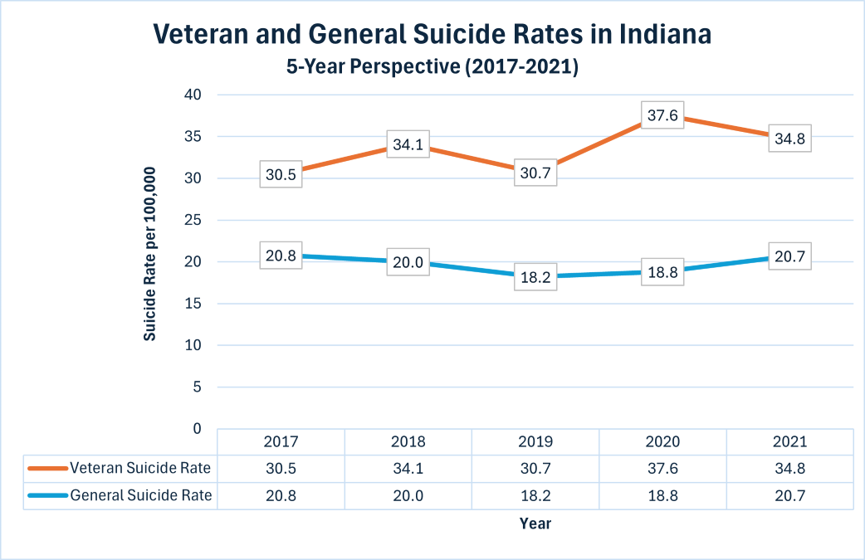 Veteran and General Suicide Rates in Indiana
5-Year Perspective (2017-2021)
Suicide Rate per 100,000
40
35
30
25
20
15
10
5
0
30.5
34.1
30.7
37.6
34.8
20.8
20.0
18.2
18.8
20.7
2017 2018 2019 2020 2021
Veteran Suicide Rate 30.5 34.1 30.7 37.6 34.8
General Suicide Rate 20.8 20.0 18.2 18.8 20.7
Year